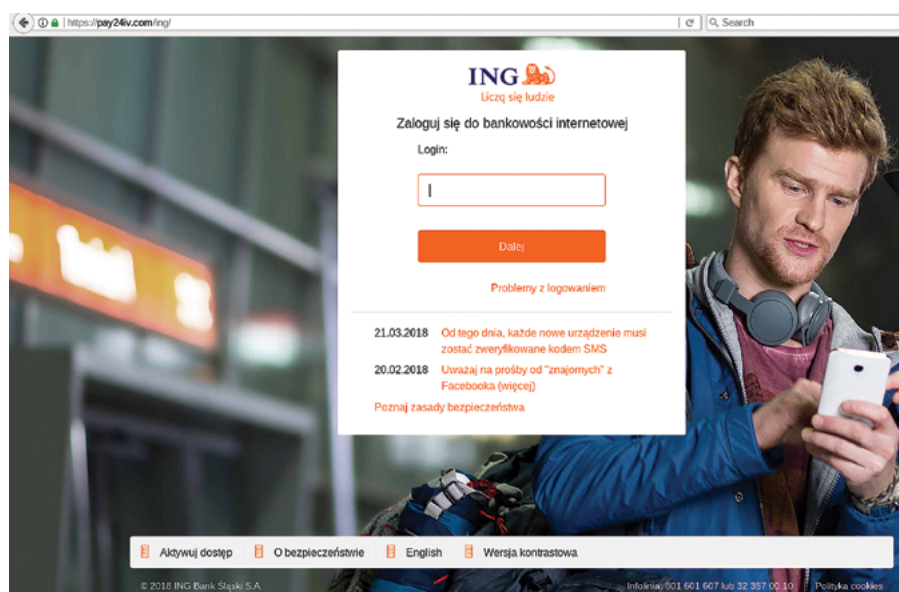 https://pay24iv.com/ing/
Search
ING
Liczą się ludzie
Zaloguj się do bankowości internetowej
Login:
Dalej
Problemy z logowaniem
21.03.2018 Od tego dnia, każde nowe urządzenie musi
zostać zweryfikowane kodem SMS
20.02.2018 Uważaj na prośby od "znajomych" z
Facebooka (więcej)
Poznaj zasady bezpieczeństwa
Aktywuj dostęp O bezpieczeństwie English Wersja kontrastowa
© 2018 ING Bank Śląski S.A. Infolinia: 801 601 607 lub 32 357 00 10 Polityka cookies